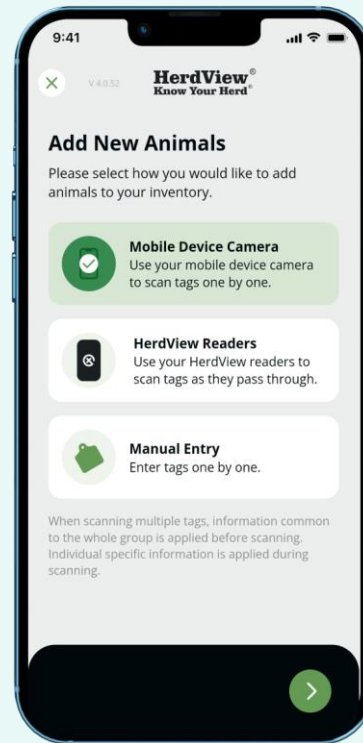 9:41
V 4.0.52
HerdView®
Know Your Herd®
Add New Animals
Please select how you would like to add
animals to your inventory.
Mobile Device Camera
Use your mobile device camera
to scan tags one by one.
HerdView Readers
Use your HerdView readers to
scan tags as they pass through.
Manual Entry
Enter tags one by one.
When scanning multiple tags, information common
to the whole group is applied before scanning.
Individual specific information is applied during
scanning.